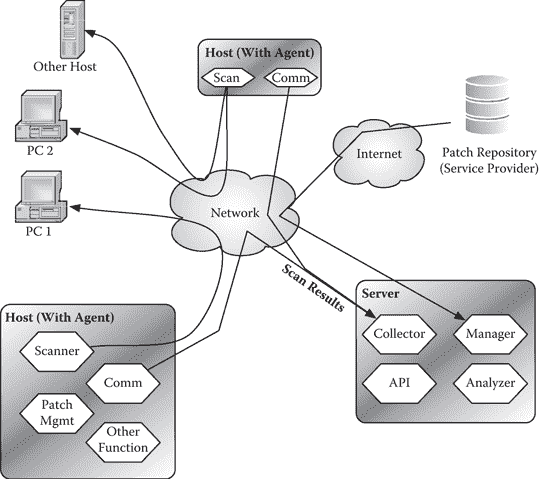 Other Host
Host (With Agent)
Scan
Comm
PC 2
Internet
Patch Repository
(Service Provider)
PC 1
Network
Scan Results
Server
Collector
Manager
API
Analyzer
Host (With Agent)
Scanner
Comm
Patch
Mgmt
Other
Function